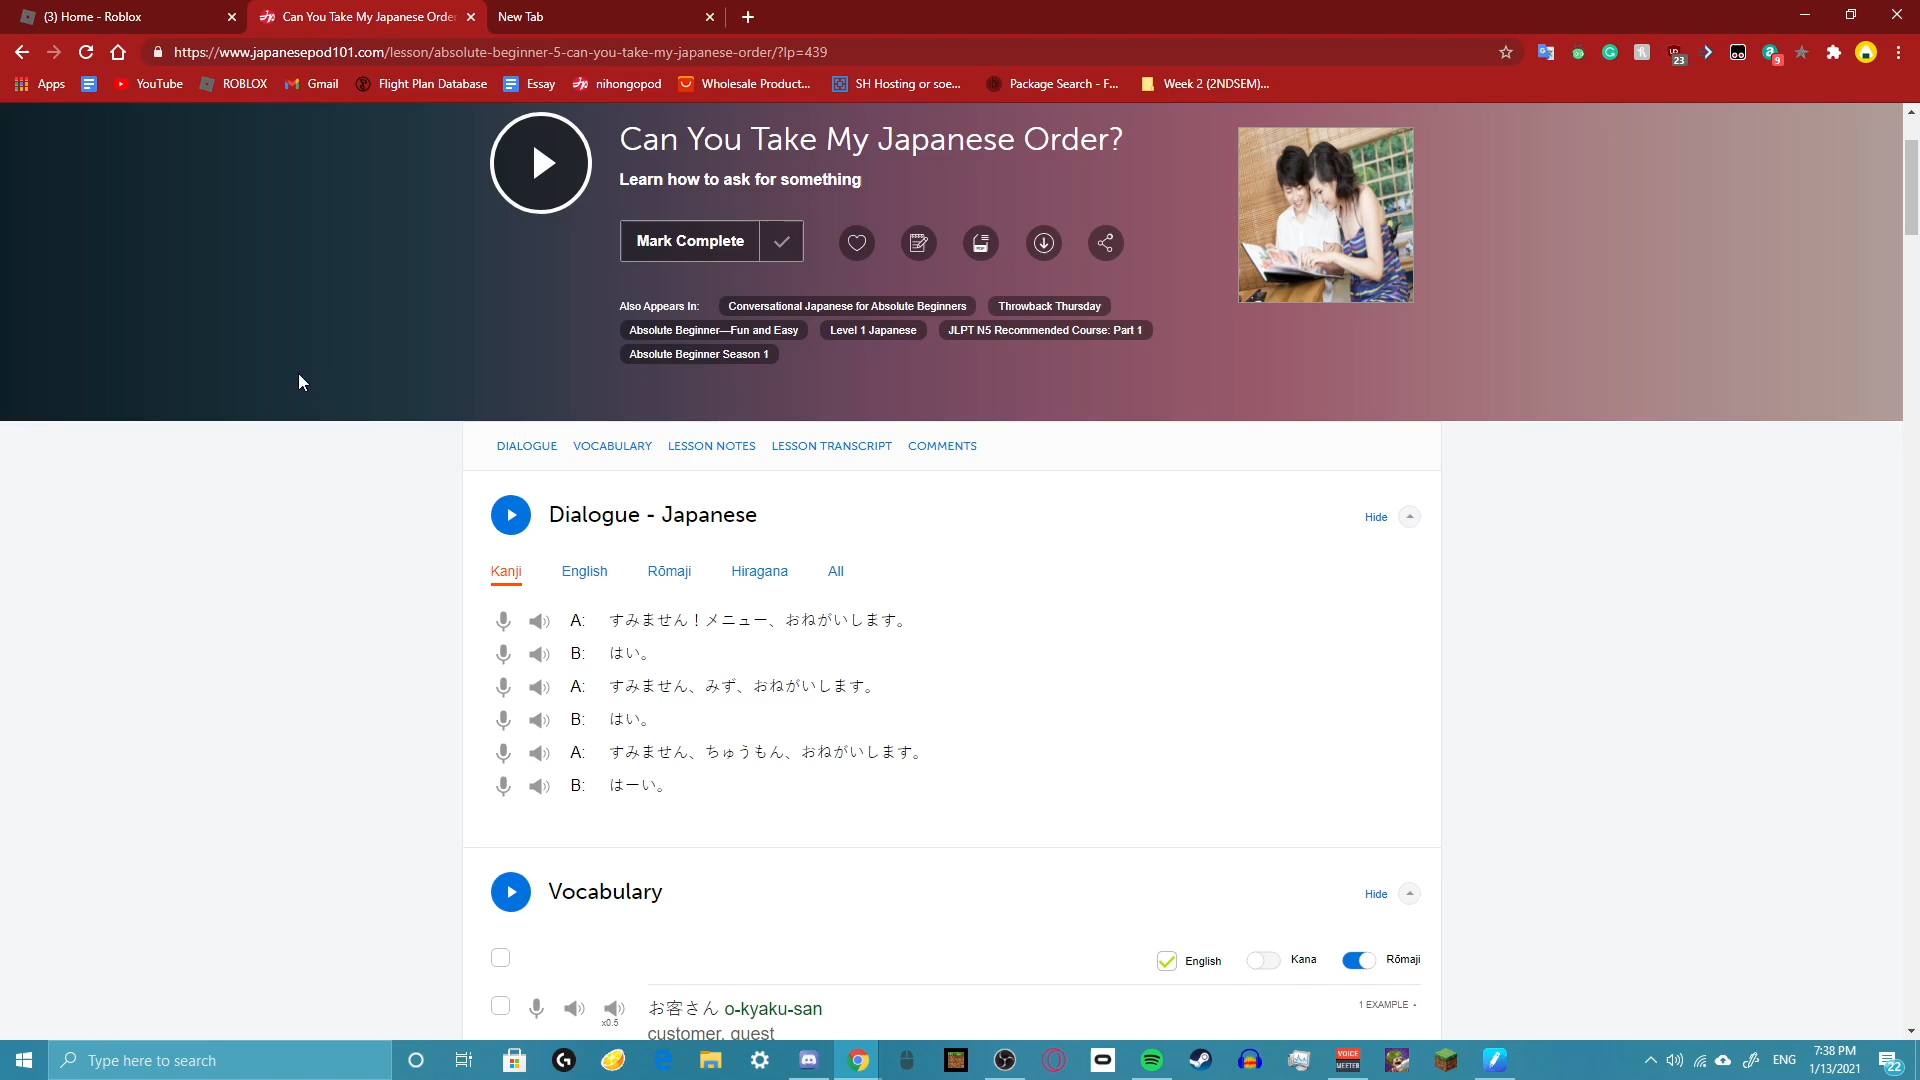 (3) Home - Roblox
Can You Take My Japanese Order
New Tab
https://www.japanesepod101.com/lesson/absolute-beginner-5-can-you-take-my-japanese-order/?lp=439
23
9
Apps
YouTube
ROBLOX
Gmail
Flight Plan Database
Essay
nihongopod
Wholesale Product...
SH Hosting or soe...
Package Search - F...
Week 2 (2NDSEM)...
Can You Take My Japanese Order?
Learn how to ask for something
Mark Complete
Also Appears In: Conversational Japanese for Absolute Beginners Throwback Thursday
Absolute Beginner—Fun and Easy Level 1 Japanese JLPT N5 Recommended Course: Part 1
Absolute Beginner Season 1
DIALOGUE VOCABULARY LESSON NOTES LESSON TRANSCRIPT COMMENTS
Dialogue - Japanese
Hide
Kanji English Rōmaji Hiragana All
A: すみません！メニュー、おねがいします。
B: はい。
A: すみません、みず、おねがいします。
B: はい。
A: すみません、ちゅうもん、おねがいします。
B: はーい。
Vocabulary
Hide
English Kana Rōmaji
お客さん o-kyaku-san
1 EXAMPLE
x0.5
customer, guest
Type here to search
VOICE MEETER
ENG
7:38 PM
1/13/2021
22